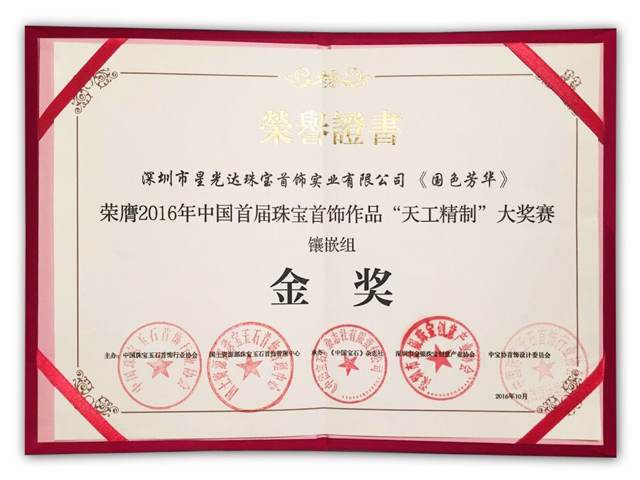 榮譽證書
深圳市星光达珠宝首饰实业有限公司《国色芳华》
荣膺2016年中国首届珠宝首饰作品“天工精制”大奖赛
镶嵌组
金奖
主办：中国珠宝玉石首饰行业协会 国土资源部珠宝玉石首饰管理中心 承办：《中国宝石》杂志社 深圳市金银珠宝创意产业协会 中宝协首饰设计委员会
2016年10月